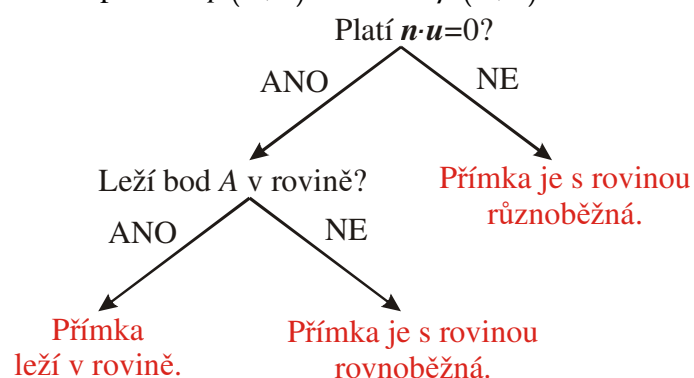 Platí n·u=0?
ANO
NE
Leží bod A v rovině?
Přímka je s rovinou
různoběžná.
ANO
NE
Přímka
leží v rovině.
Přímka je s rovinou
rovnoběžná.